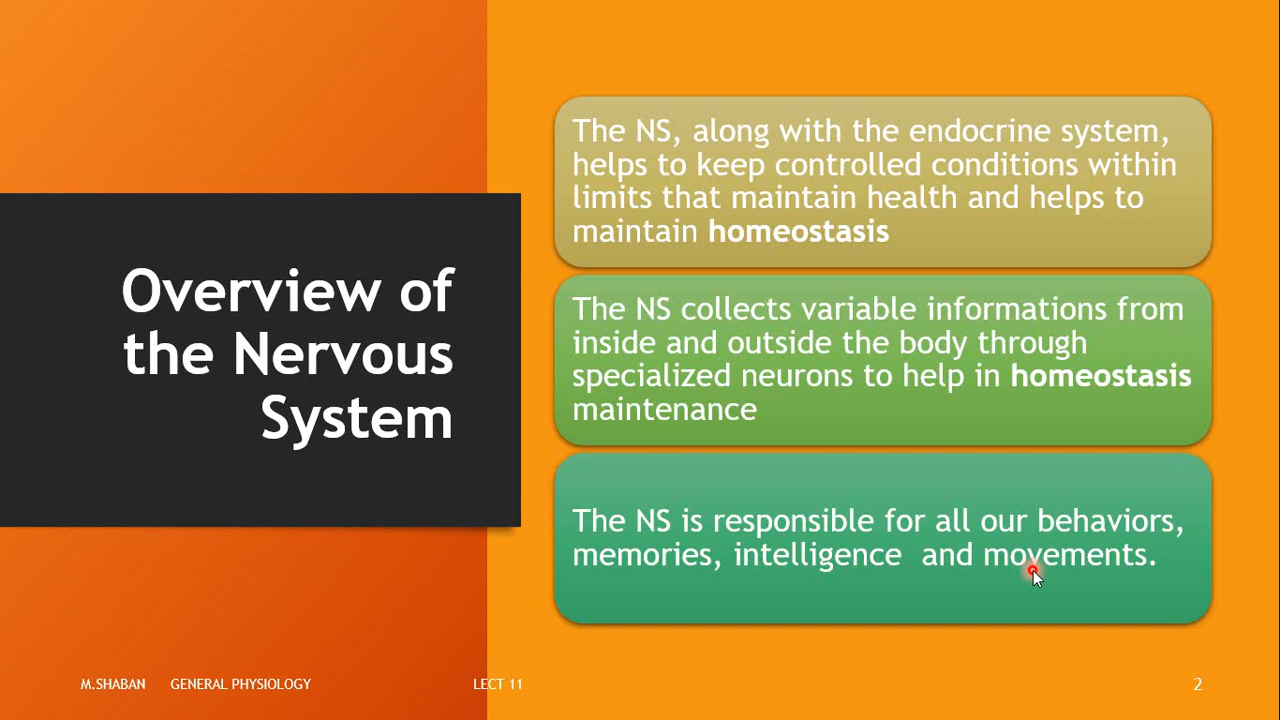 Overview of
the Nervous
System
The NS, along with the endocrine system,
helps to keep controlled conditions within
limits that maintain health and helps to
maintain homeostasis
The NS collects variable informations from
inside and outside the body through
specialized neurons to help in homeostasis
maintenance
The NS is responsible for all our behaviors,
memories, intelligence  and movements.
M.SHABAN GENERAL PHYSIOLOGY LECT 11 2